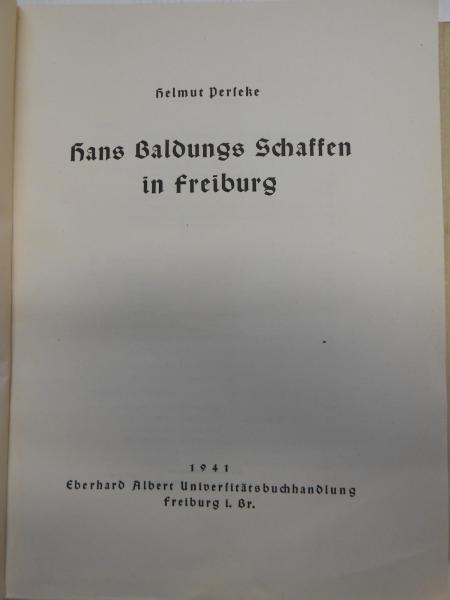 Helmut Perseke
Hans Baldungs Schaffen
in Freiburg
1941
Eberhard Albert Universitätsbuchhandlung
Freiburg i. Br.